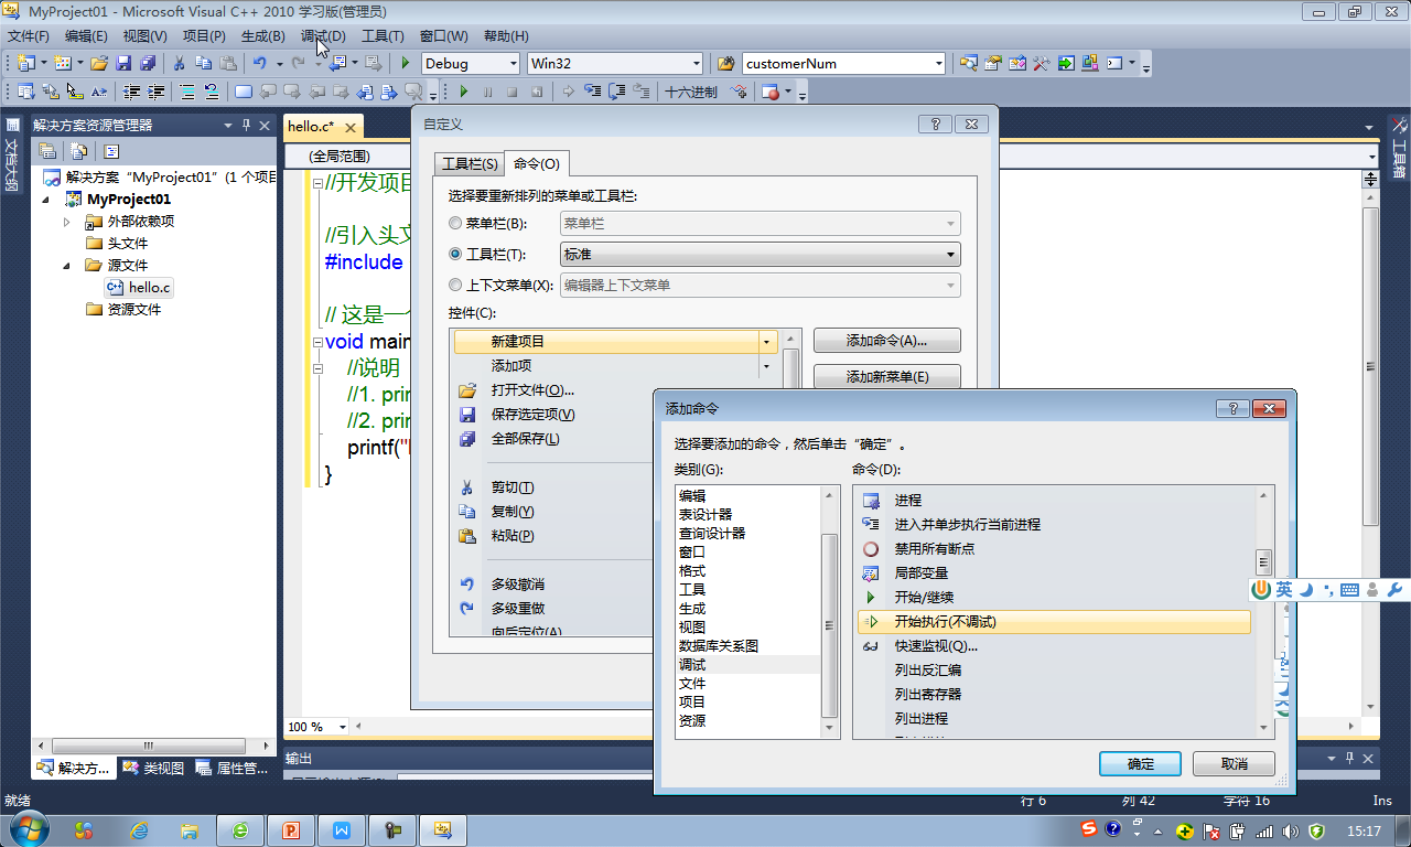 MyProject01 - Microsoft Visual C++ 2010 学习版(管理员)
文件(F) 编辑(E) 视图(V) 项目(P) 生成(B) 调试(D) 工具(T) 窗口(W) 帮助(H)
Debug Win32 customerNum
十六进制
文档大纲
解决方案资源管理器
解决方案“MyProject01”(1 个项目
MyProject01
外部依赖项
头文件
源文件
hello.c
资源文件
解决方... 类视图 属性管...
hello.c*
(全局范围)
//开发项目
//引入头文
#include
// 这是一个
void main
//说明
//1. prin
//2. prin
printf("
}
100 %
输出
工具箱
自定义
工具栏(S) 命令(O)
选择要重新排列的菜单或工具栏:
菜单栏(B): 菜单栏
工具栏(T): 标准
上下文菜单(X): 编辑器上下文菜单
控件(C):
新建项目
添加项
打开文件(O)...
保存选定项(V)
全部保存(L)
剪切(T)
复制(Y)
粘贴(P)
多级撤消
多级重做
向后定位(A)
添加命令(A)...
添加新菜单(E)
添加命令
选择要添加的命令，然后单击“确定”。
类别(G): 命令(D):
编辑
表设计器
查询设计器
窗口
格式
工具
生成
视图
数据库关系图
调试
文件
项目
资源
进程
进入并单步执行当前进程
禁用所有断点
局部变量
开始/继续
开始执行(不调试)
快速监视(Q)...
列出反汇编
列出寄存器
列出进程
确定 取消
英
就绪 行 6 列 42 字符 16 Ins
15:17